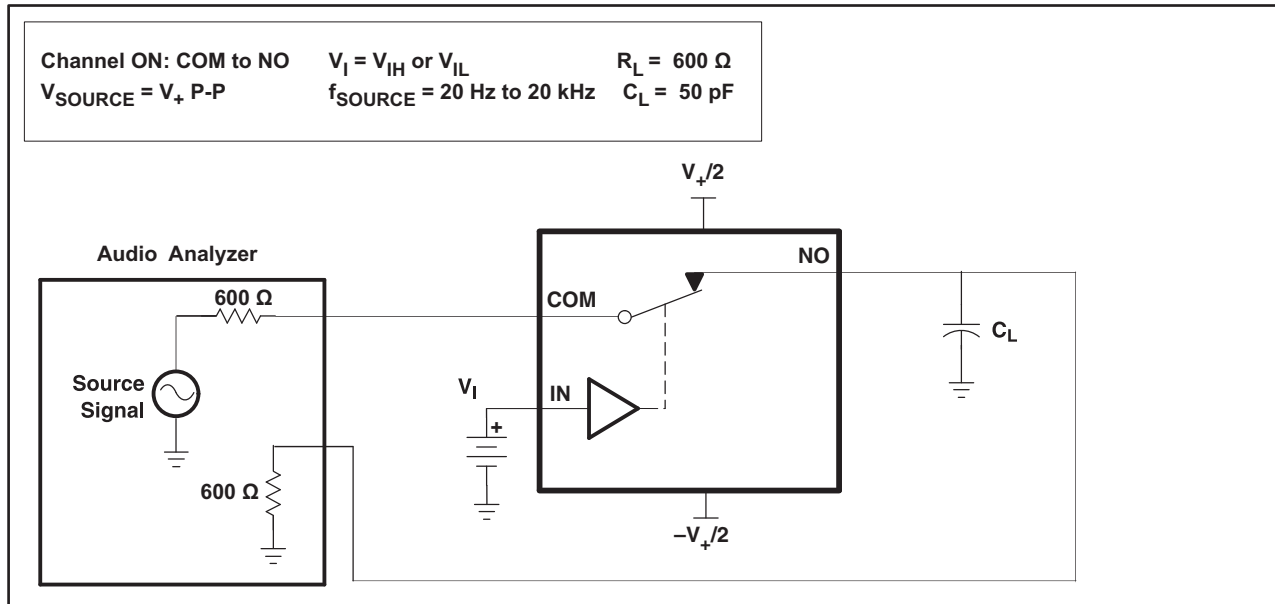 Channel ON: COM to NO V_I = V_IH or V_IL R_L = 600 Ω
V_SOURCE = V_+ P-P f_SOURCE = 20 Hz to 20 kHz C_L = 50 pF
V_+/2
Audio Analyzer
NO
600 Ω
COM
C_L
Source
Signal
V_I
IN
+
600 Ω
–V_+/2